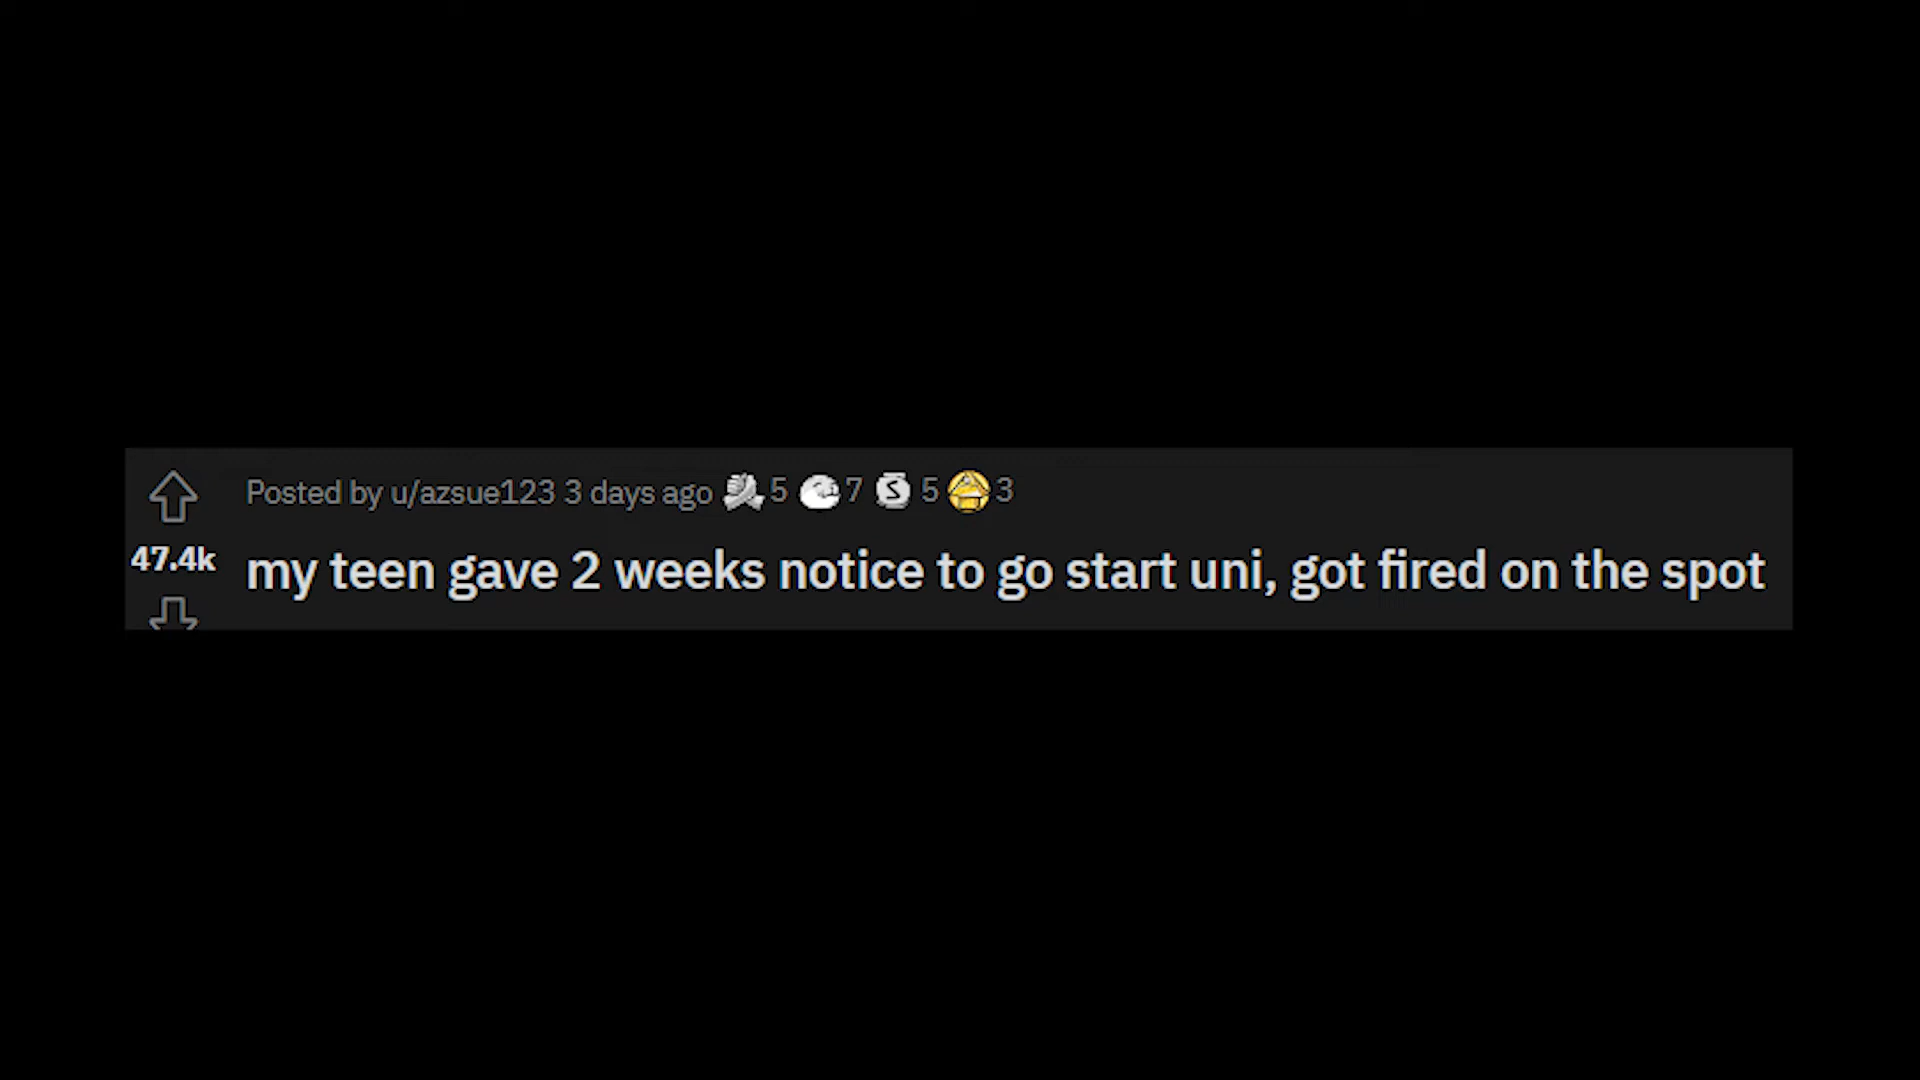 Posted by u/azsue123 3 days ago 5 7 5 3
47.4k
my teen gave 2 weeks notice to go start uni, got fired on the spot